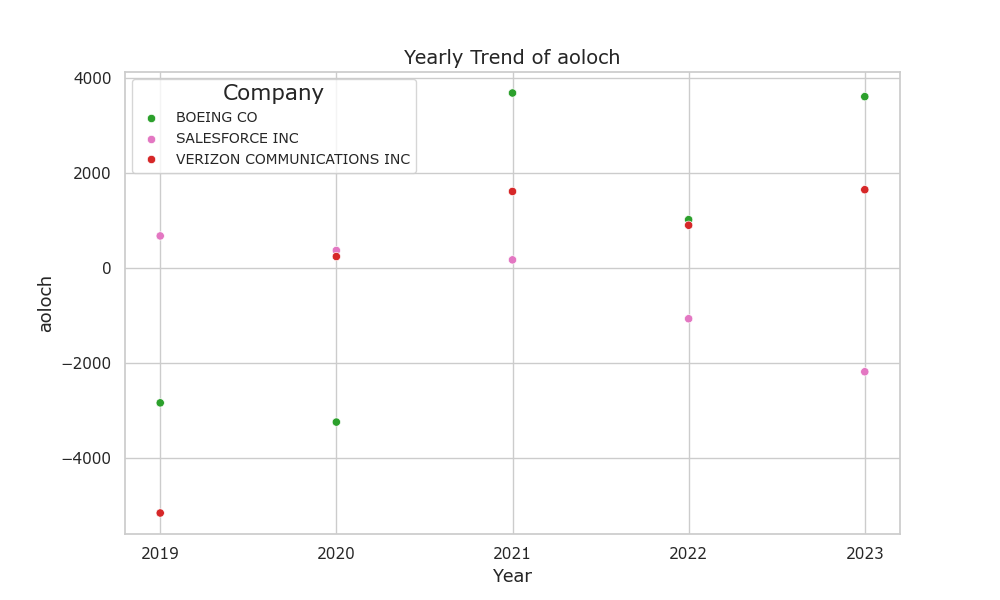 Yearly Trend of aoloch
Company
BOEING CO
SALESFORCE INC
VERIZON COMMUNICATIONS INC
4000
2000
0
−2000
−4000
aoloch
2019 2020 2021 2022 2023
Year